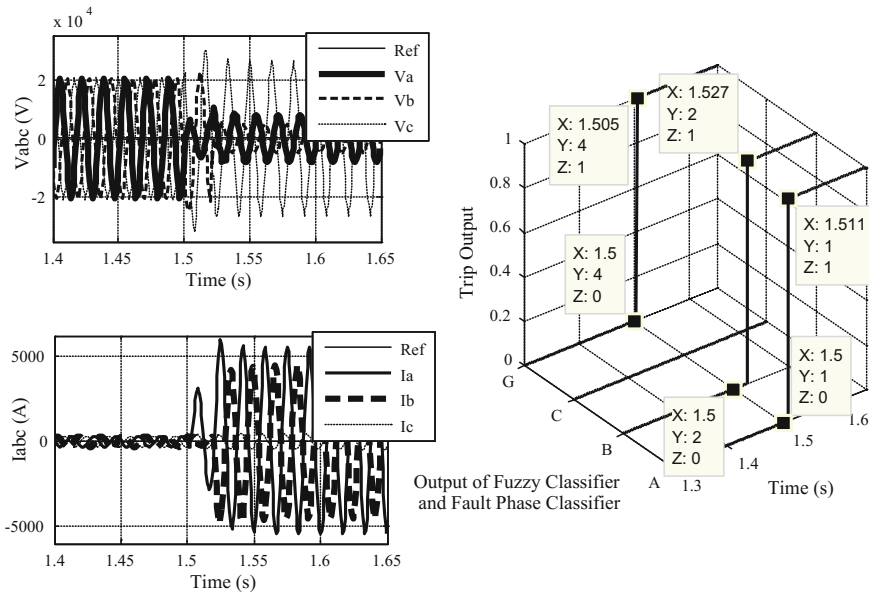 x 10 4
2
0
-2
Vabc (V)
1.4
1.45
1.5
1.55
1.6
1.65
Time (s)
Ref
Va
Vb
Vc
5000
0
-5000
Iabc (A)
1.4
1.45
1.5
1.55
1.6
1.65
Time (s)
Ref
Ia
Ib
Ic
1
0.8
0.6
0.4
0.2
0
Trip Output
X: 1.505
Y: 4
Z: 1
X: 1.527
Y: 2
Z: 1
X: 1.5
Y: 4
Z: 0
X: 1.511
Y: 1
Z: 1
X: 1.5
Y: 1
Z: 0
X: 1.5
Y: 2
Z: 0
G
C
B
A
1.3
1.4
1.5
1.6
Time (s)
Output of Fuzzy Classifier
and Fault Phase Classifier